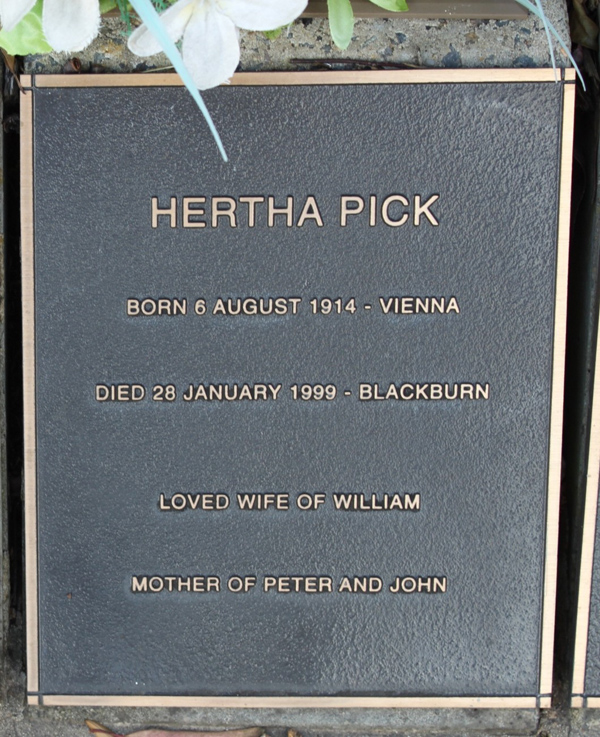 HERTHA PICK
BORN 6 AUGUST 1914 - VIENNA
DIED 28 JANUARY 1999 - BLACKBURN
LOVED WIFE OF WILLIAM
MOTHER OF PETER AND JOHN